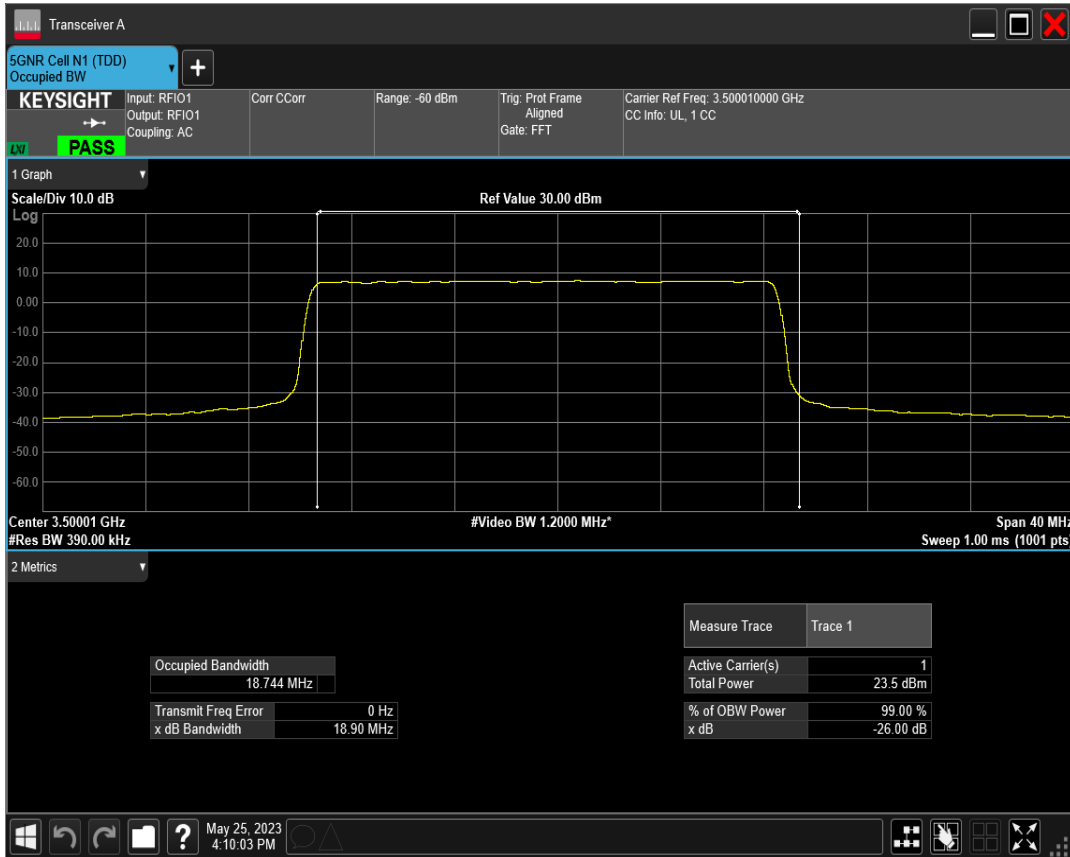 Transceiver A
5GNR Cell N1 (TDD)
Occupied BW
+
KEYSIGHT
LXI
PASS
Input: RFIO1
Output: RFIO1
Coupling: AC
Corr CCorr
Range: -60 dBm
Trig: Prot Frame
Aligned
Gate: FFT
Carrier Ref Freq: 3.500010000 GHz
CC Info: UL, 1 CC
1 Graph
Scale/Div 10.0 dB
Ref Value 30.00 dBm
Log
20.0
10.0
0.00
-10.0
-20.0
-30.0
-40.0
-50.0
-60.0
Center 3.50001 GHz
#Video BW 1.2000 MHz*
Span 40 MHz
#Res BW 390.00 kHz
Sweep 1.00 ms (1001 pts)
2 Metrics
Measure Trace Trace 1
Occupied Bandwidth
18.744 MHz
Active Carrier(s) 1
Total Power 23.5 dBm
Transmit Freq Error 0 Hz
x dB Bandwidth 18.90 MHz
% of OBW Power 99.00 %
x dB -26.00 dB
?
May 25, 2023
4:10:03 PM